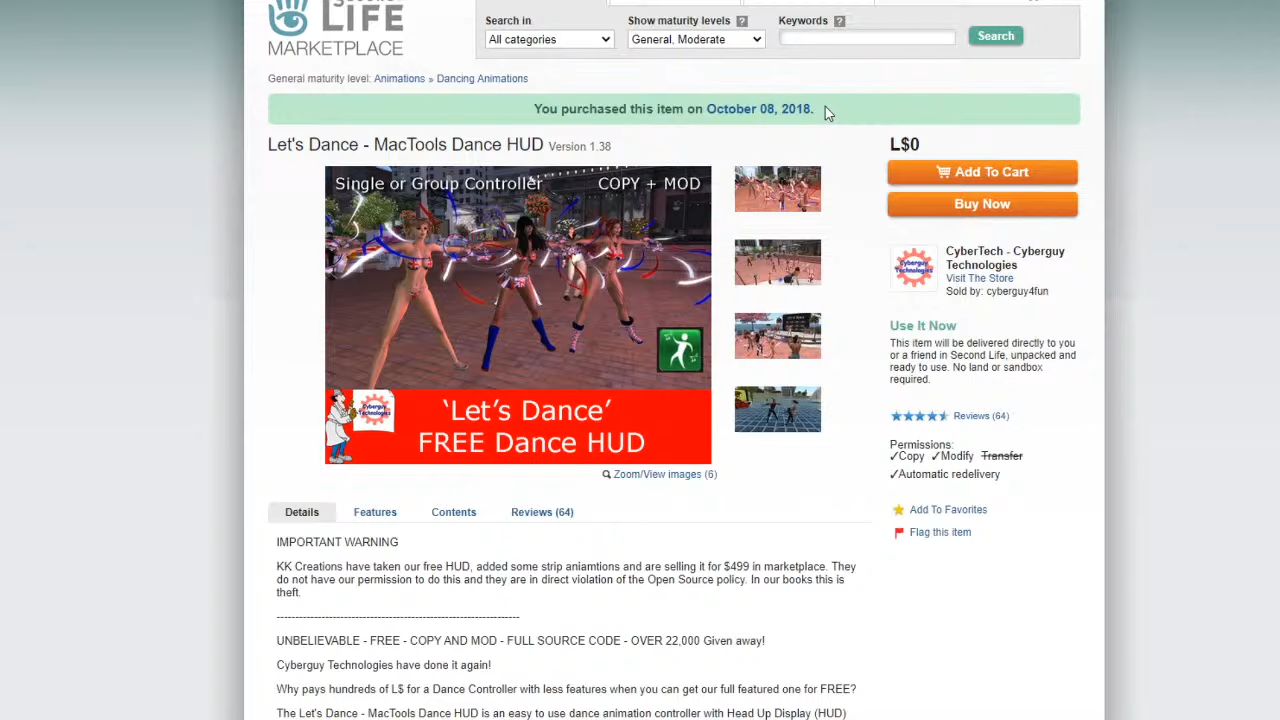 LIFE
MARKETPLACE
Search in
Show maturity levels ?
Keywords ?
All categories
General, Moderate
Search
General maturity level: Animations » Dancing Animations
You purchased this item on October 08, 2018.
Let's Dance - MacTools Dance HUD Version 1.38
L$0
Add To Cart
Buy Now
Single or Group Controller
COPY + MOD
Cyberguy
Technologies
'Let's Dance'
FREE Dance HUD
Zoom/View images (6)
Cyberguy
Technologies
CyberTech - Cyberguy
Technologies
Visit The Store
Sold by: cyberguy4fun
Use It Now
This item will be delivered directly to you
or a friend in Second Life, unpacked and
ready to use. No land or sandbox
required.
Reviews (64)
Permissions:
✓Copy ✓Modify Transfer
✓Automatic redelivery
Add To Favorites
Flag this item
Details
Features
Contents
Reviews (64)
IMPORTANT WARNING
KK Creations have taken our free HUD, added some strip aniamtions and are selling it for $499 in marketplace. They
do not have our permission to do this and they are in direct violation of the Open Source policy. In our books this is
theft.
------------------------------------------------------------------
UNBELIEVABLE - FREE - COPY AND MOD - FULL SOURCE CODE - OVER 22,000 Given away!
Cyberguy Technologies have done it again!
Why pays hundreds of L$ for a Dance Controller with less features when you can get our full featured one for FREE?
The Let's Dance - MacTools Dance HUD is an easy to use dance animation controller with Head Up Display (HUD)